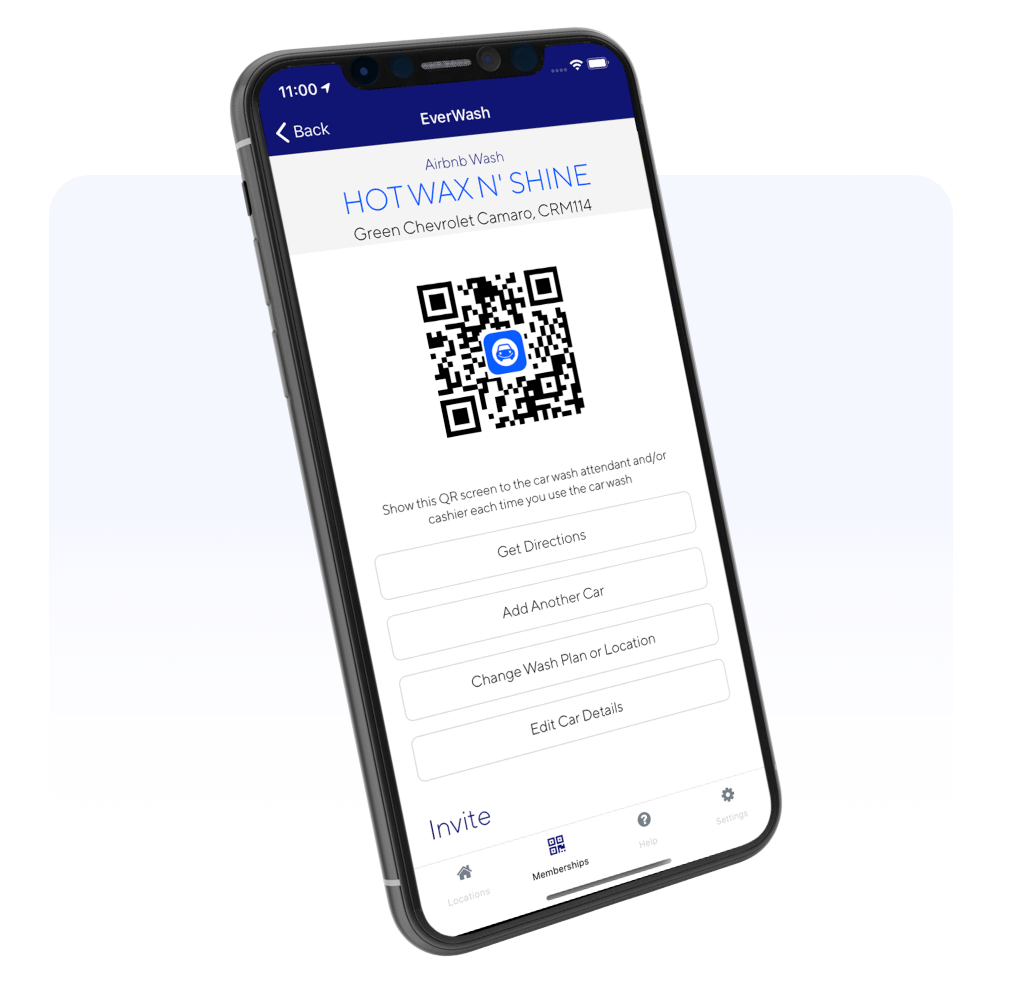 11:00
Back
EverWash
Airbnb Wash
HOT WAX N' SHINE
Green Chevrolet Camaro, CRM114
Show this QR screen to the car wash attendant and/or
cashier each time you use the car wash
Get Directions
Add Another Car
Change Wash Plan or Location
Edit Car Details
Invite
Locations
Memberships
Help
Settings